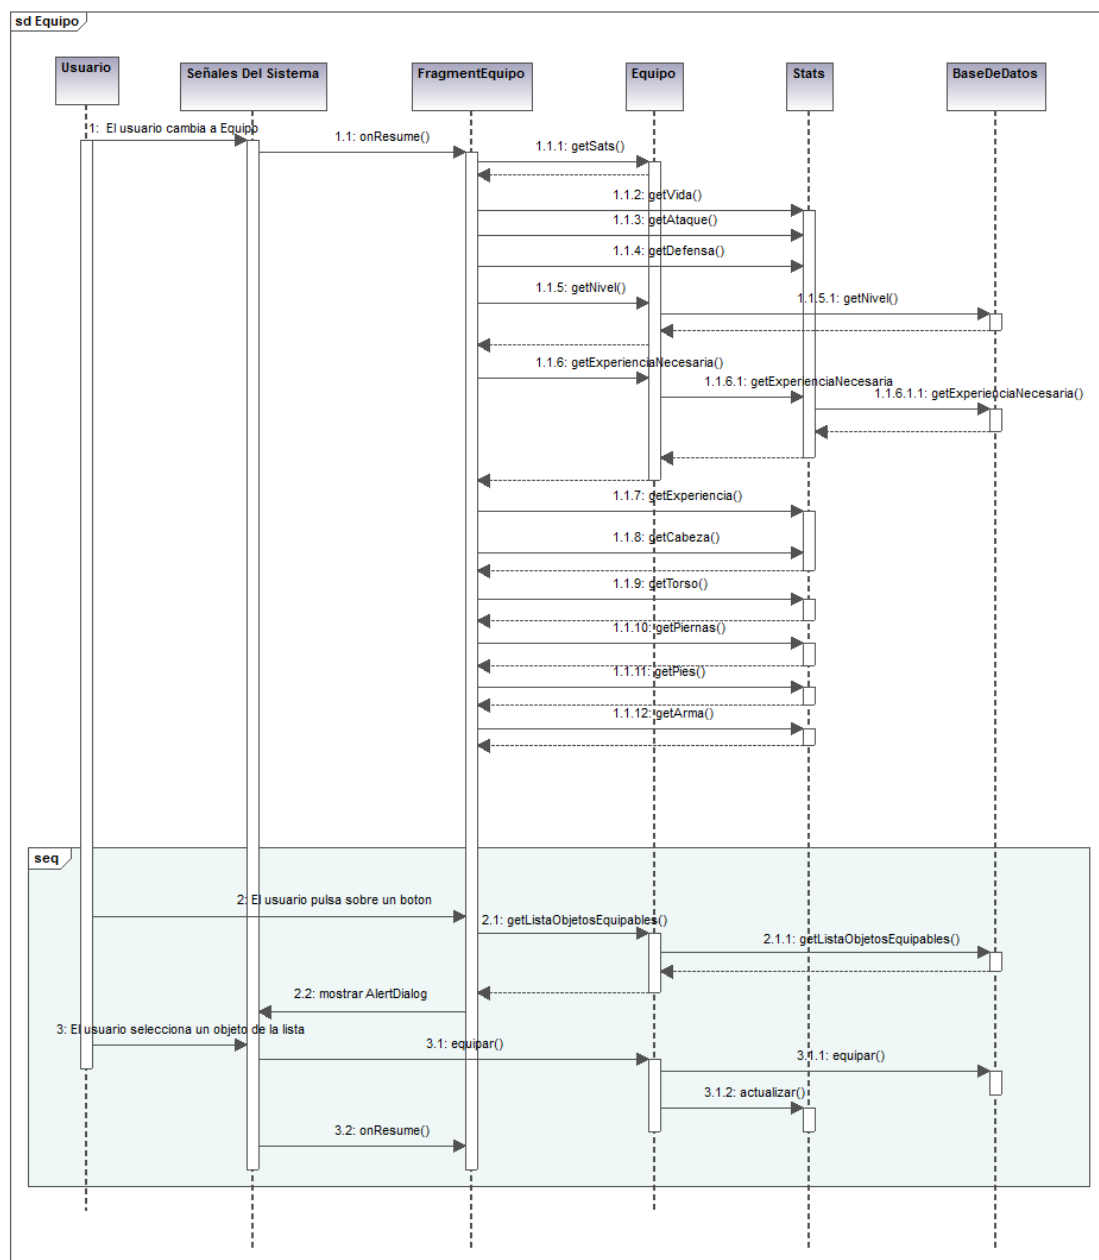 sd Equipo
Usuario
Señales Del Sistema
FragmentEquipo
Equipo
Stats
BaseDeDatos
1: El usuario cambia a Equipo
1.1: onResume()
1.1.1: getSats()
1.1.2: getVida()
1.1.3: getAtaque()
1.1.4: getDefensa()
1.1.5: getNivel()
1.1.5.1: getNivel()
1.1.6: getExperienciaNecesaria()
1.1.6.1: getExperienciaNecesaria
1.1.6.1.1: getExperienciaNecesaria()
1.1.7: getExperiencia()
1.1.8: getCabeza()
1.1.9: getTorso()
1.1.10: getPiernas()
1.1.11: getPies()
1.1.12: getArma()
seq
2: El usuario pulsa sobre un boton
2.1: getListaObjetosEquipables()
2.1.1: getListaObjetosEquipables()
2.2: mostrar AlertDialog
3: El usuario selecciona un objeto de la lista
3.1: equipar()
3.1.1: equipar()
3.1.2: actualizar()
3.2: onResume()